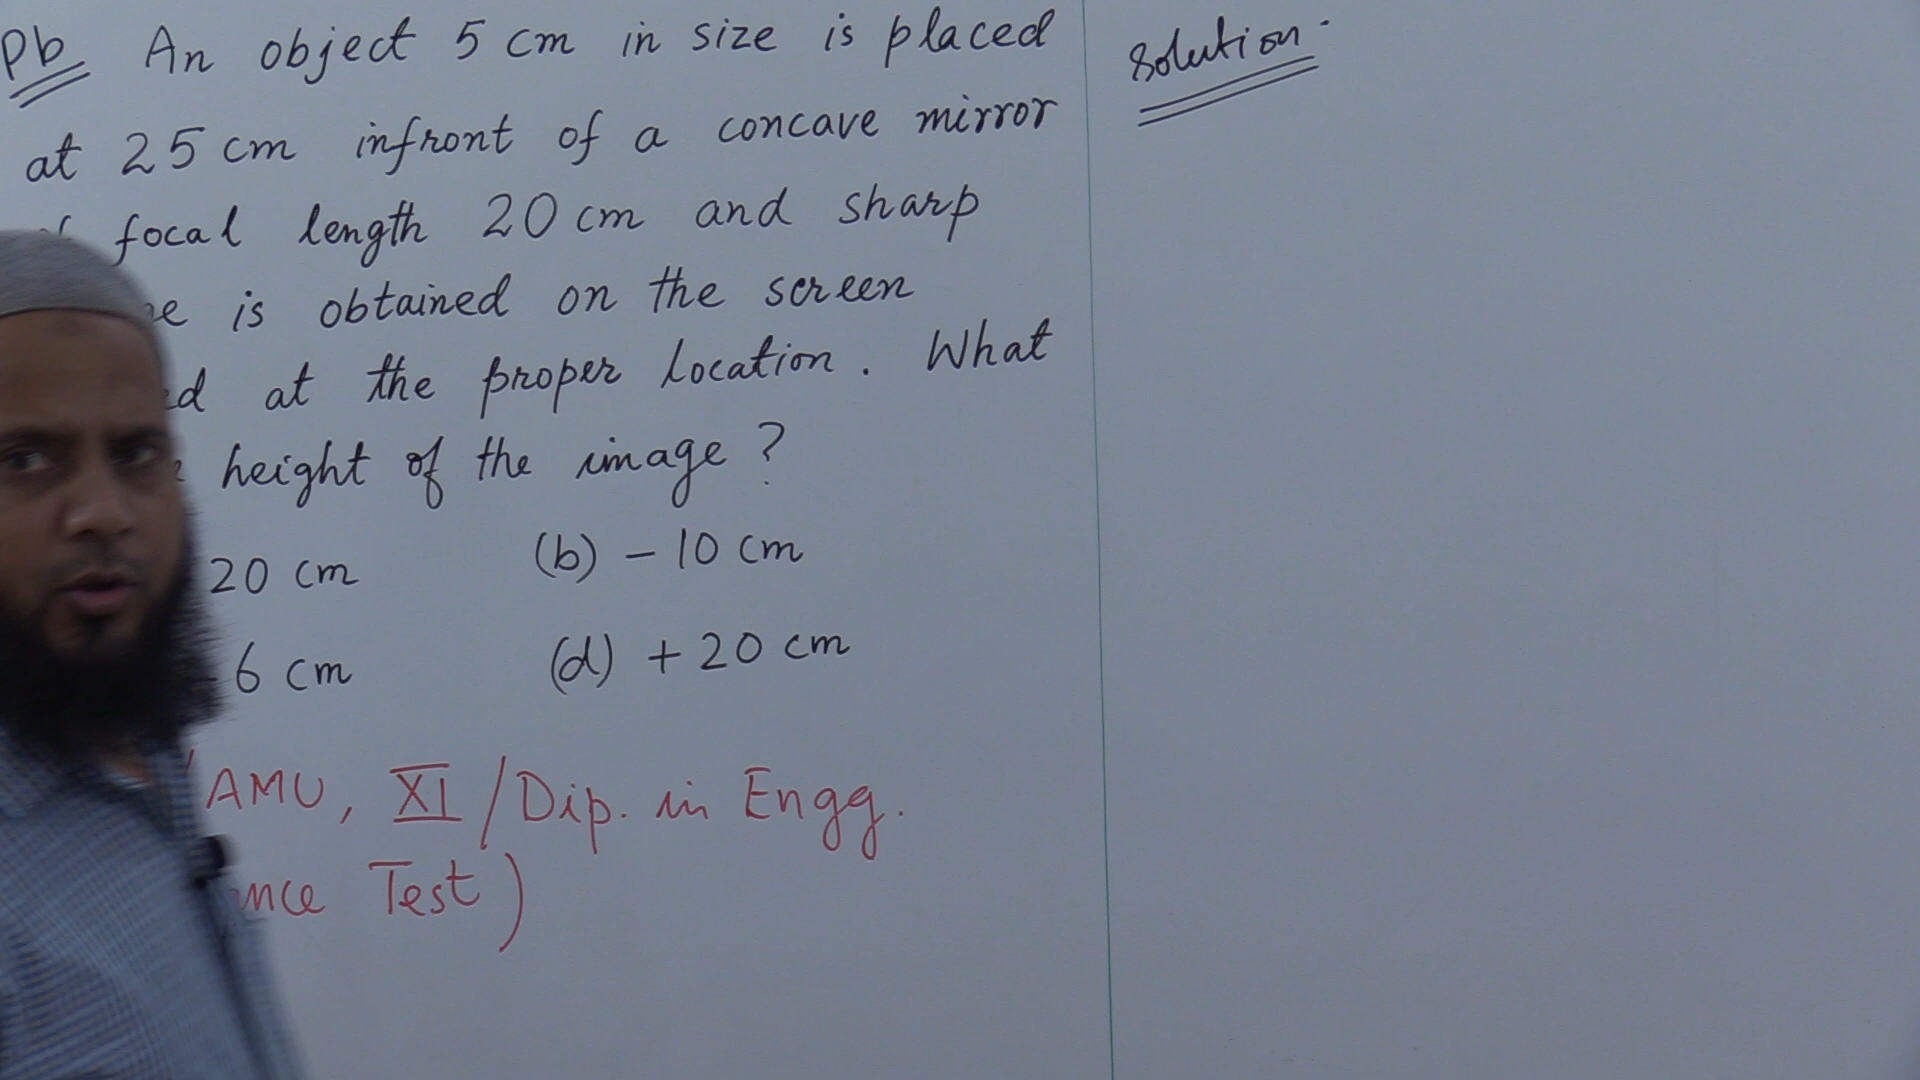 Pb An object 5 cm in size is placed
at 25 cm infront of a concave mirror
focal length 20 cm and sharp
is obtained on the screen
at the proper location. What
height of the image?
20 cm (b) - 10 cm
6 cm (d) + 20 cm
(AMU, XI / Dip. in Engg.
Test)
Solution.